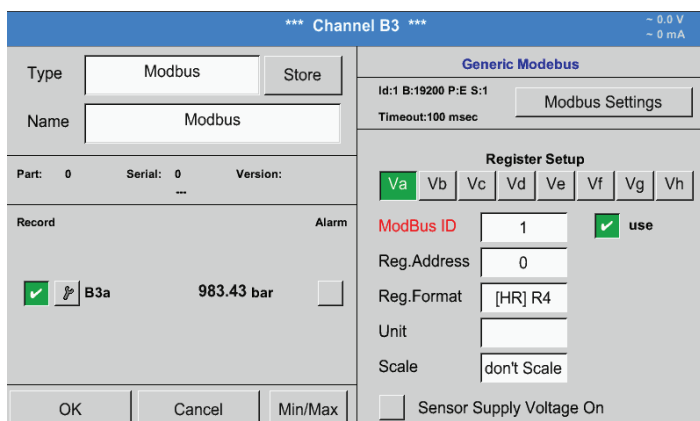 *** Channel B3 ***
~ 0.0 V
~ 0 mA
Type
Modbus
Store
Name
Modbus
Part: 0 Serial: 0 Version:
---
Record
Alarm
B3a
983.43 bar
OK
Cancel
Min/Max
Generic Modebus
Id:1 B:19200 P:E S:1
Timeout:100 msec
Modbus Settings
Register Setup
Va Vb Vc Vd Ve Vf Vg Vh
ModBus ID 1 use
Reg.Address 0
Reg.Format [HR] R4
Unit
Scale don't Scale
Sensor Supply Voltage On